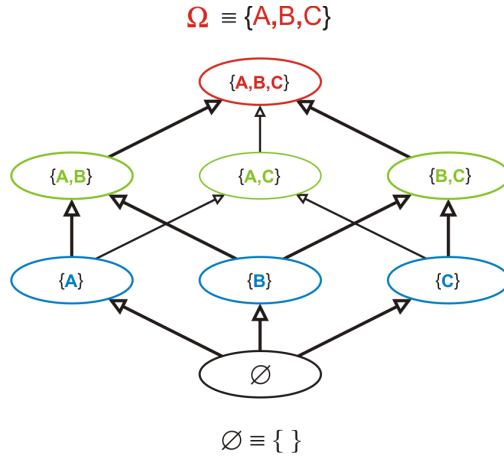 Ω ≡ {A,B,C}
{A,B,C}
{A,B} {A,C} {B,C}
{A} {B} {C}
∅
∅ ≡ { }